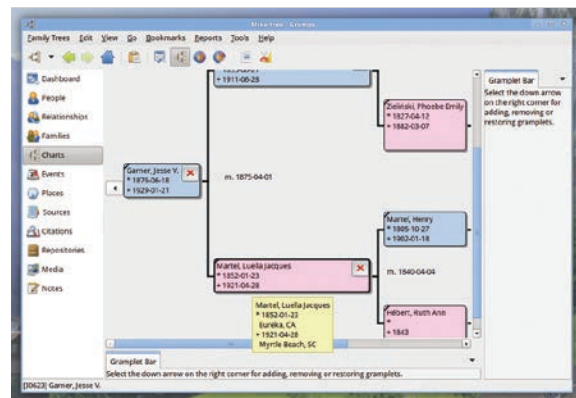 Mike tree - Gramps
Family Trees Edit View Go Bookmarks Reports Tools Help
Dashboard
People
Relationships
Families
Charts
Events
Places
Sources
Citations
Repositories
Media
Notes
+ 1911-06-28
Zieliński, Phoebe Emily
* 1827-04-12
+ 1882-03-07
Garner, Jesse V.
* 1875-06-18
+ 1929-01-21
m. 1875-04-01
Martel, Luella Jacques
* 1852-01-23
+ 1921-04-28
Martel, Henry
* 1805-10-27
+ 1902-01-18
m. 1840-04-04
Hébert, Ruth Ann
*
+ 1843
Martel, Luella Jacques
* 1852-01-23
Eureka, CA
+ 1921-04-28
Myrtle Beach, SC
Gramplet Bar
Select the down arrow
on the right corner for
adding, removing or
restoring gramplets.
Gramplet Bar
Select the down arrow on the right corner for adding, removing or restoring gramplets.
[I0623] Garner, Jesse V.